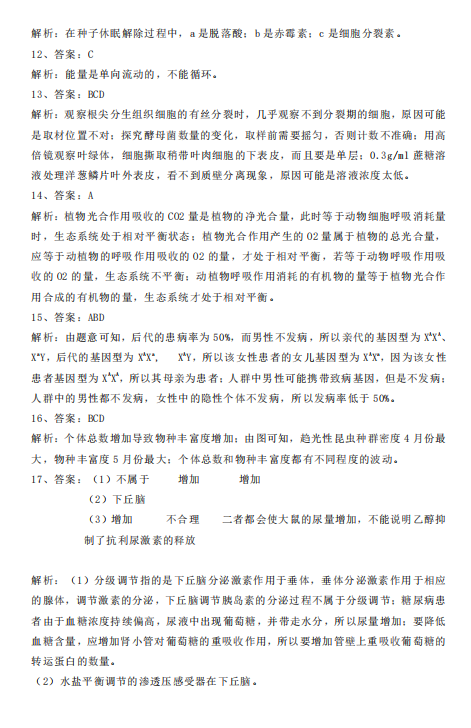 解析：在种子休眠解除过程中，a 是脱落酸；b 是赤霉素；c 是细胞分裂素。
12、答案：C
解析：能量是单向流动的，不能循环。
13、答案：BCD
解析：观察根尖分生组织细胞的有丝分裂时，几乎观察不到分裂期的细胞，原因可能
是取材位置不对；探究酵母菌数量的变化，取样前需要摇匀，否则计数不准确；用高
倍镜观察叶绿体，细胞撕取稍带叶肉细胞的下表皮，而且要是单层；0.3g/ml 蔗糖溶
液处理洋葱鳞片叶外表皮，看不到质壁分离现象，原因可能是溶液浓度太低。
14、答案：A
解析：植物光合作用吸收的 CO2 量是植物的净光合量，此时等于动物细胞呼吸消耗量
时，生态系统处于相对平衡状态；植物光合作用产生的 O2 量属于植物的总光合量，
应等于动植物的呼吸作用吸收的 O2 的量，才处于相对平衡，若等于动物呼吸作用吸
收的 O2 的量，生态系统不平衡；动植物呼吸作用消耗的有机物的量等于植物光合作
用合成的有机物的量，生态系统才处于相对平衡。
15、答案：ABD
解析：由题意可知，后代的患病率为 50%，而男性不发病，所以亲代的基因型为 XᴬXᴬ、
XᵃY，后代的基因型为 XᴬXᵃ， XᴬY，所以该女性患者的女儿基因型为 XᴬXᵃ，因为该女性
患者基因型为 XᴬXᴬ，所以其母亲为患者；人群中男性可能携带致病基因，但是不发病；
人群中的男性都不发病，女性中的隐性个体不发病，所以发病率低于 50%。
16、答案：BCD
解析：个体总数增加导致物种丰富度增加；由图可知，趋光性昆虫种群密度 4 月份最
大，物种丰富度 5 月份最大；个体总数和物种丰富度都有不同程度的波动。
17、答案：（1）不属于 增加 增加
（2）下丘脑
（3）增加 不合理 二者都会使大鼠的尿量增加，不能说明乙醇抑
制了抗利尿激素的释放
解析：（1）分级调节指的是下丘脑分泌激素作用于垂体，垂体分泌激素作用于相应
的腺体，调节激素的分泌，下丘脑调节胰岛素的分泌过程不属于分级调节；糖尿病患
者由于血糖浓度持续偏高，尿液中出现葡萄糖，并带走水分，所以尿量增加；要降低
血糖含量，应增加肾小管对葡萄糖的重吸收作用，所以要增加管壁上重吸收葡萄糖的
转运蛋白的数量。
（2）水盐平衡调节的渗透压感受器在下丘脑。